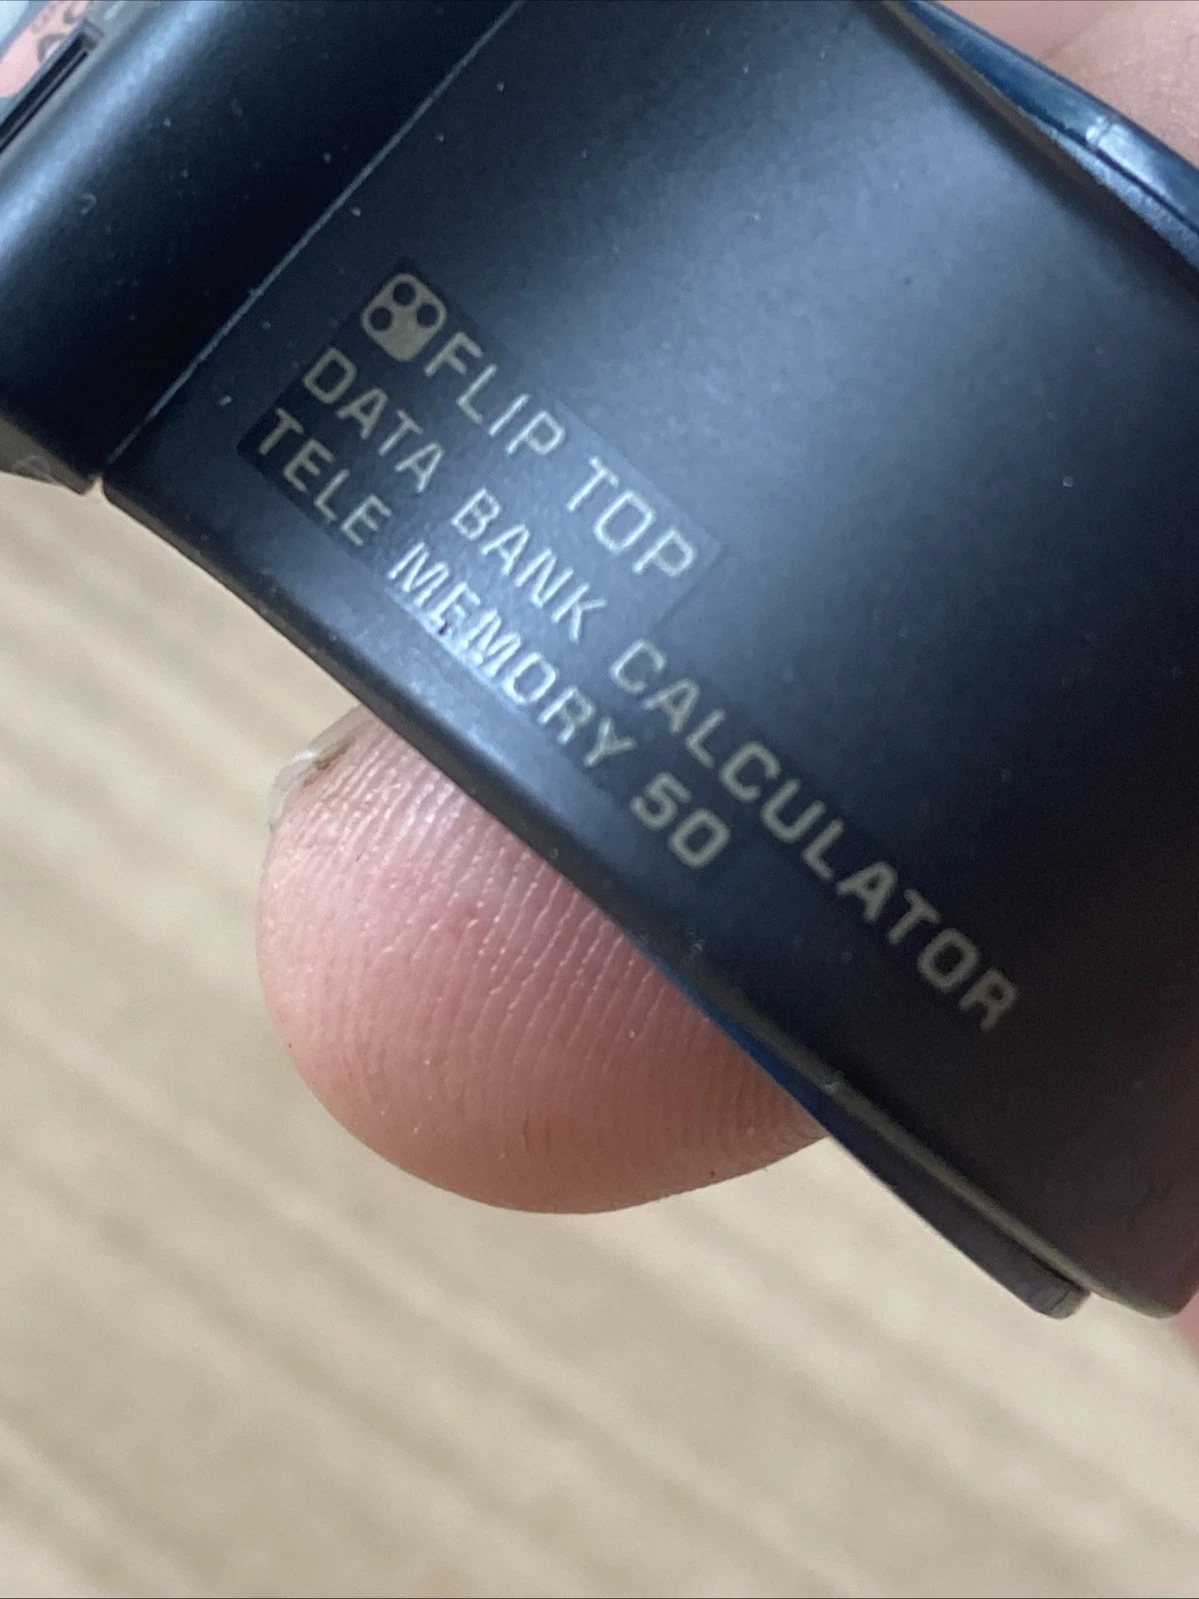 FLIP TOP
DATA BANK CALCULATOR
TELE MEMORY 50